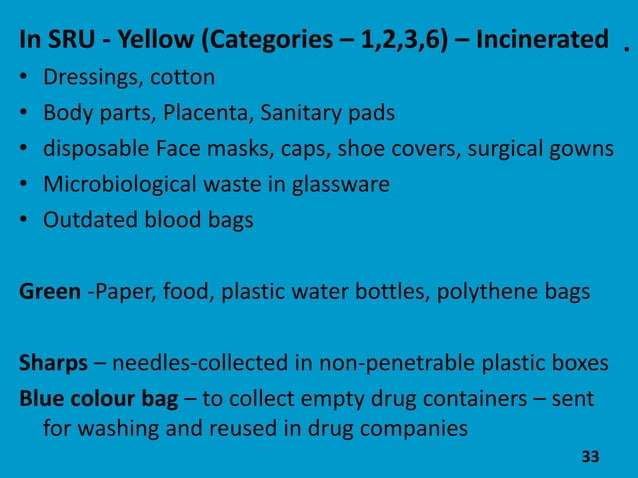 In SRU - Yellow (Categories – 1,2,3,6) – Incinerated .
• Dressings, cotton
• Body parts, Placenta, Sanitary pads
• disposable Face masks, caps, shoe covers, surgical gowns
• Microbiological waste in glassware
• Outdated blood bags
Green -Paper, food, plastic water bottles, polythene bags
Sharps – needles-collected in non-penetrable plastic boxes
Blue colour bag – to collect empty drug containers – sent
for washing and reused in drug companies
33